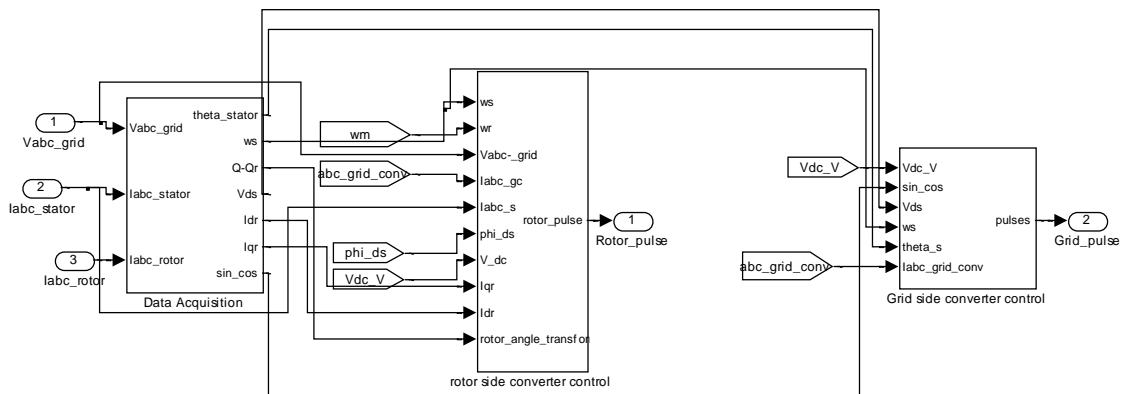 1
Vabc_grid
2
Iabc_stator
3
Iabc_rotor
Vabc_grid
Iabc_stator
Iabc_rotor
theta_stator
ws
Q-Qr
Vds
Idr
Iqr
sin_cos
Data Acquisition
wm
abc_grid_conv
phi_ds
Vdc_V
ws
wr
Vabc-_grid
Iabc_gc
Iabc_s
phi_ds
V_dc
Iqr
Idr
rotor_angle_transfor
rotor_pulse
rotor side converter control
1
Rotor_pulse
Vdc_V
abc_grid_conv
Vdc_V
sin_cos
Vds
ws
theta_s
Iabc_grid_conv
pulses
Grid side converter control
2
Grid_pulse